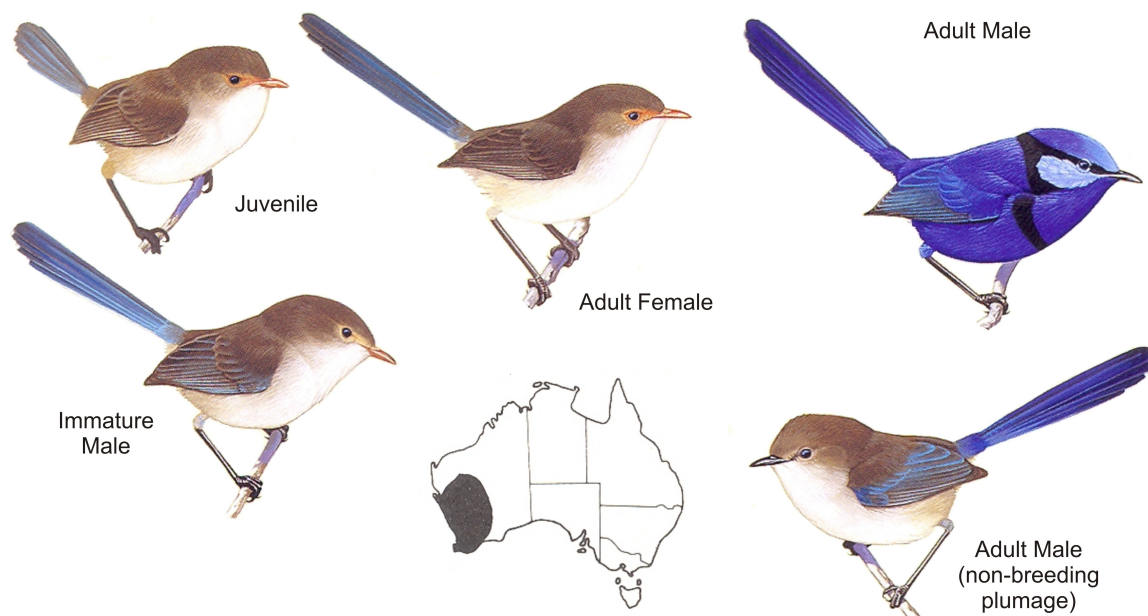 Adult Male
Juvenile
Adult Female
Immature
Male
Adult Male
(non-breeding
plumage)